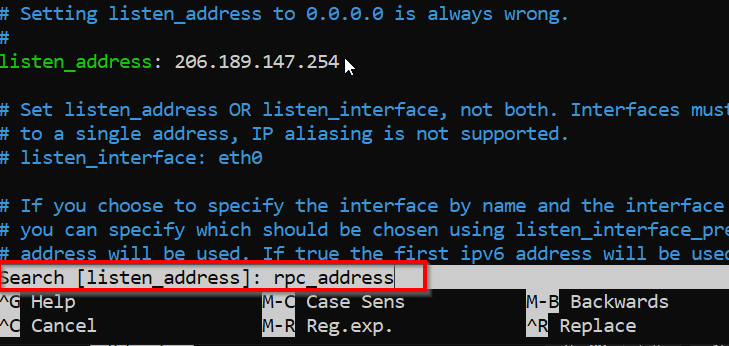 # Setting listen_address to 0.0.0.0 is always wrong.
#
listen_address: 206.189.147.254
# Set listen_address OR listen_interface, not both. Interfaces must
# to a single address, IP aliasing is not supported.
# listen_interface: eth0
# If you choose to specify the interface by name and the interface
# you can specify which should be chosen using listen_interface_pre
# address will be used. If true the first ipv6 address will be used
Search [listen_address]: rpc_address
^G Help M-C Case Sens M-B Backwards
^C Cancel M-R Reg.exp. ^R Replace